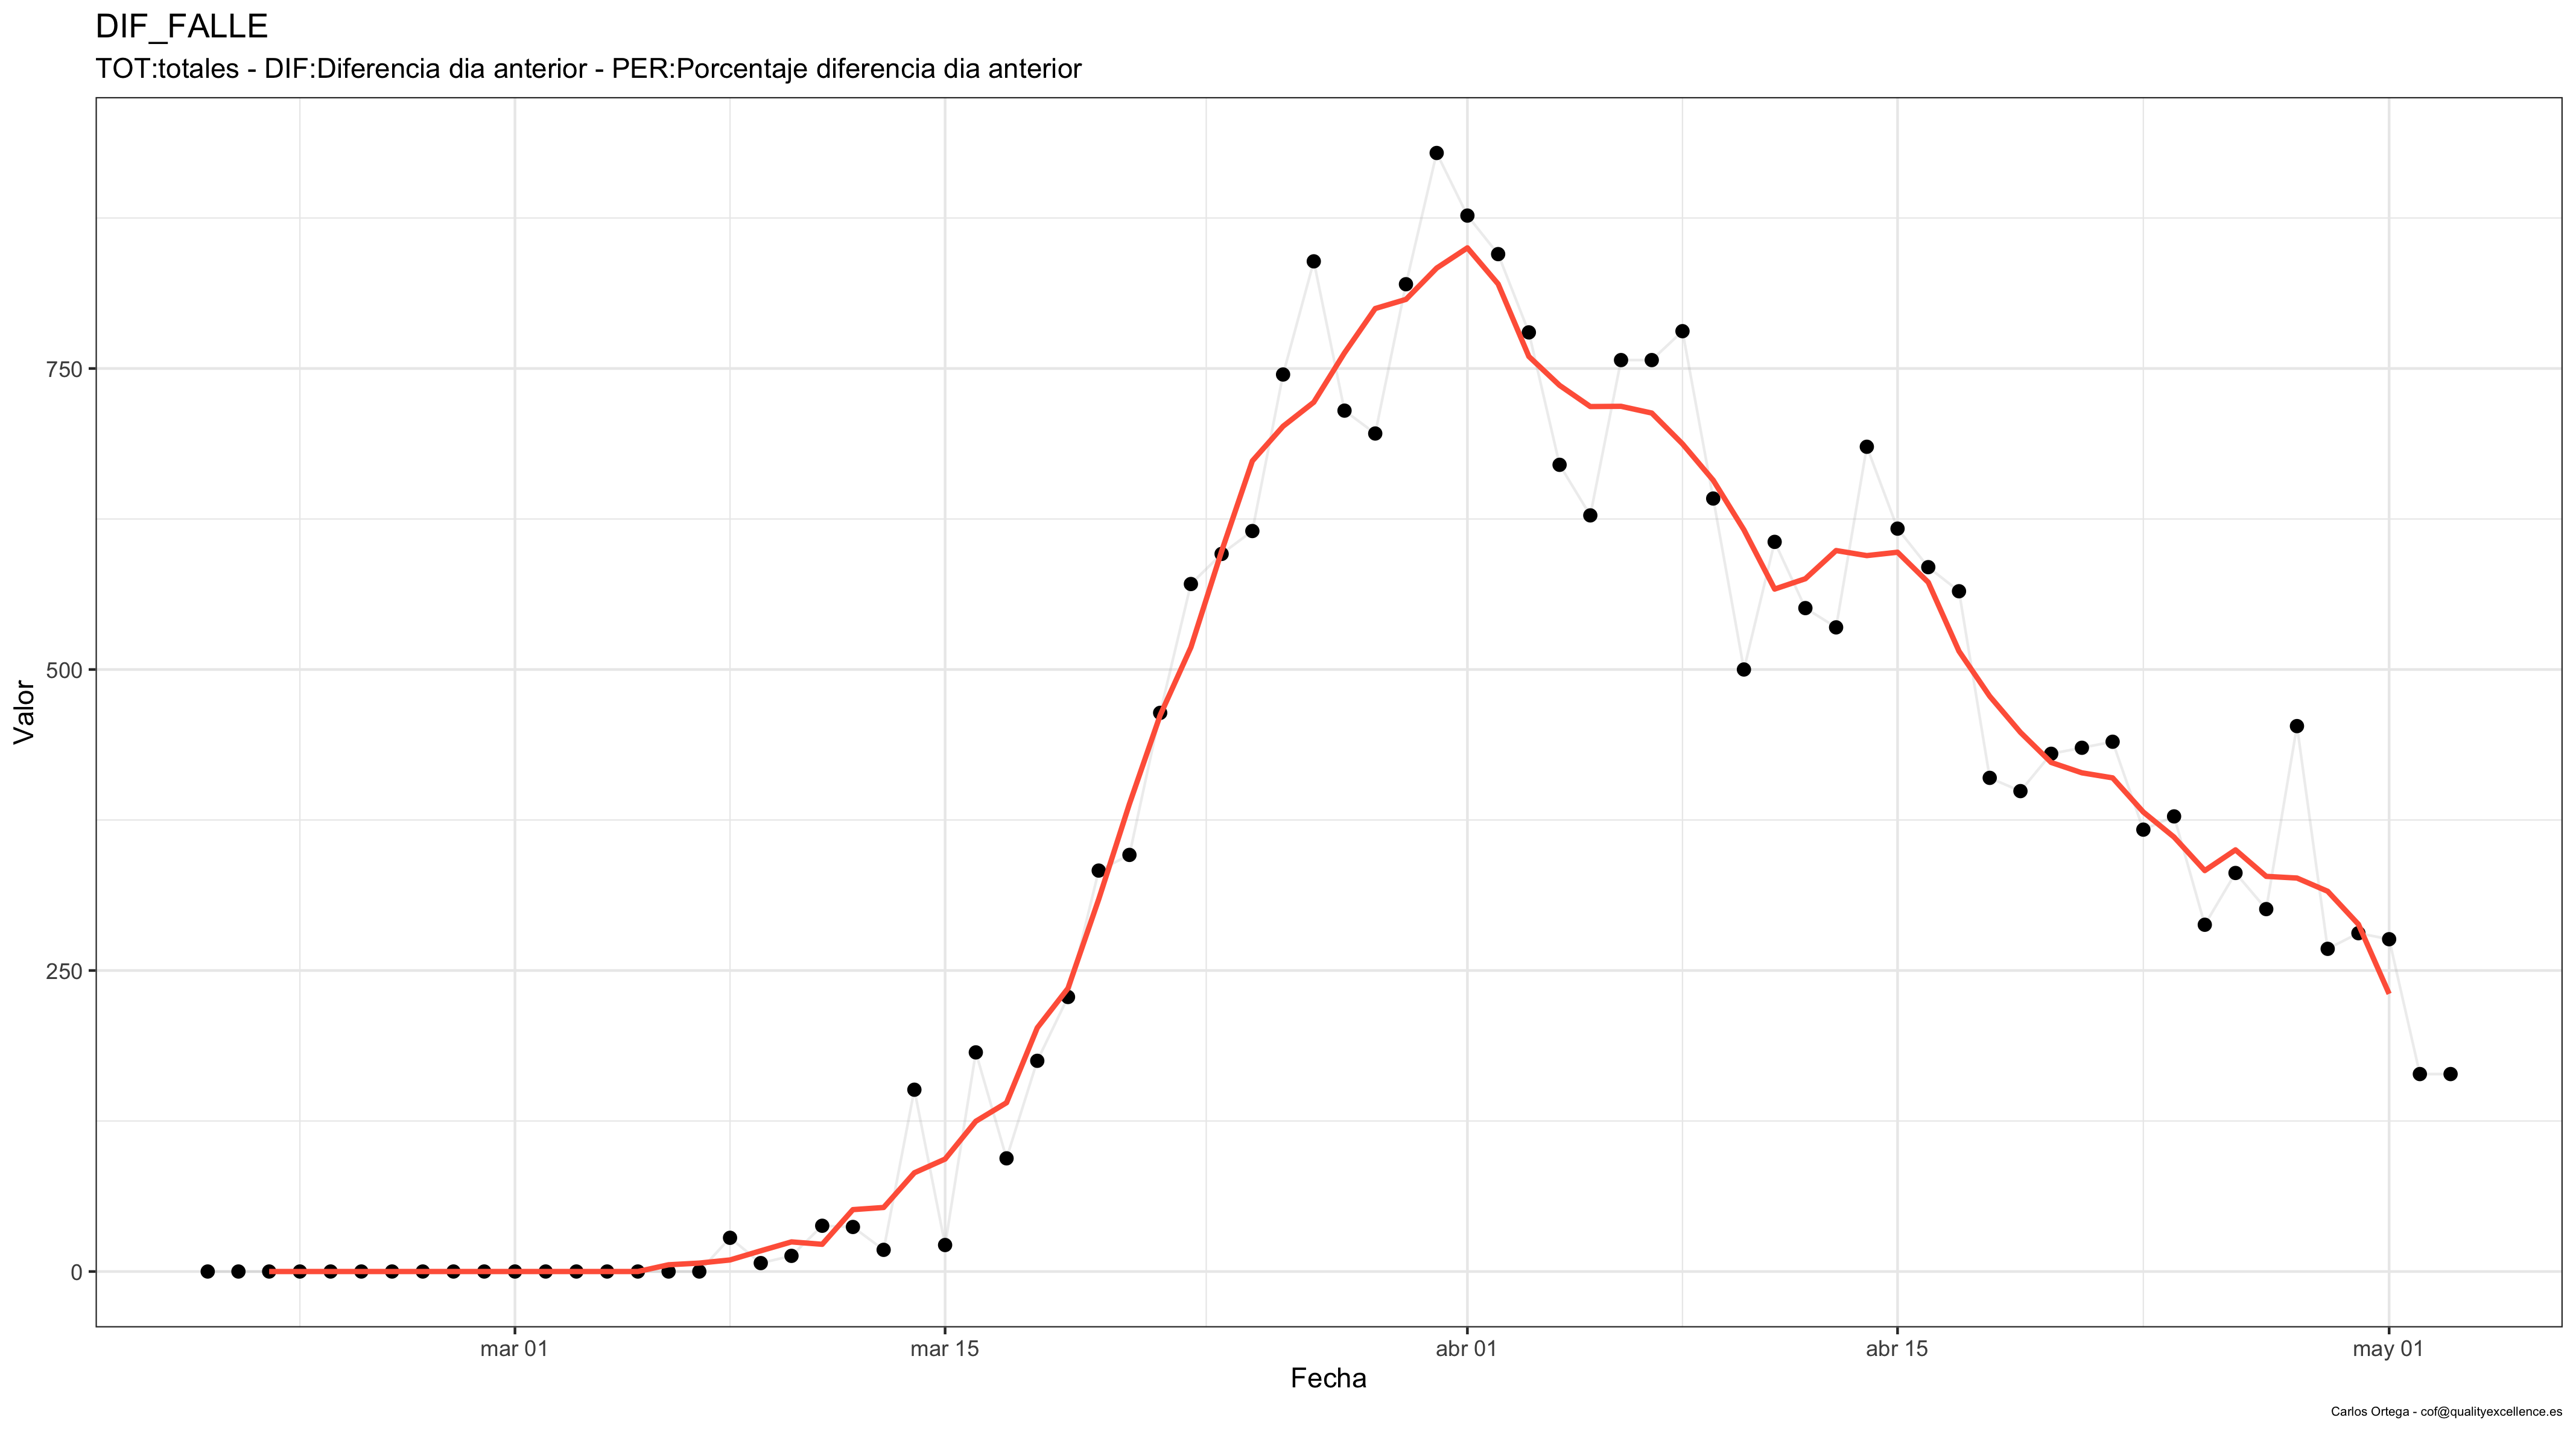 DIF_FALLE
TOT:totales - DIF:Diferencia dia anterior - PER:Porcentaje diferencia dia anterior
Valor
750
500
250
0
mar 01 mar 15 abr 01 abr 15 may 01
Fecha
Carlos Ortega - cof@qualityexcellence.es